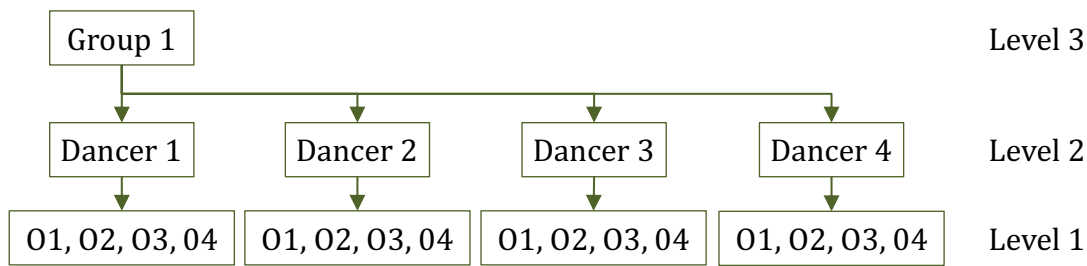 Group 1 Level 3
Dancer 1 Dancer 2 Dancer 3 Dancer 4 Level 2
O1, O2, O3, 04 O1, O2, O3, 04 O1, O2, O3, 04 O1, O2, O3, 04 Level 1